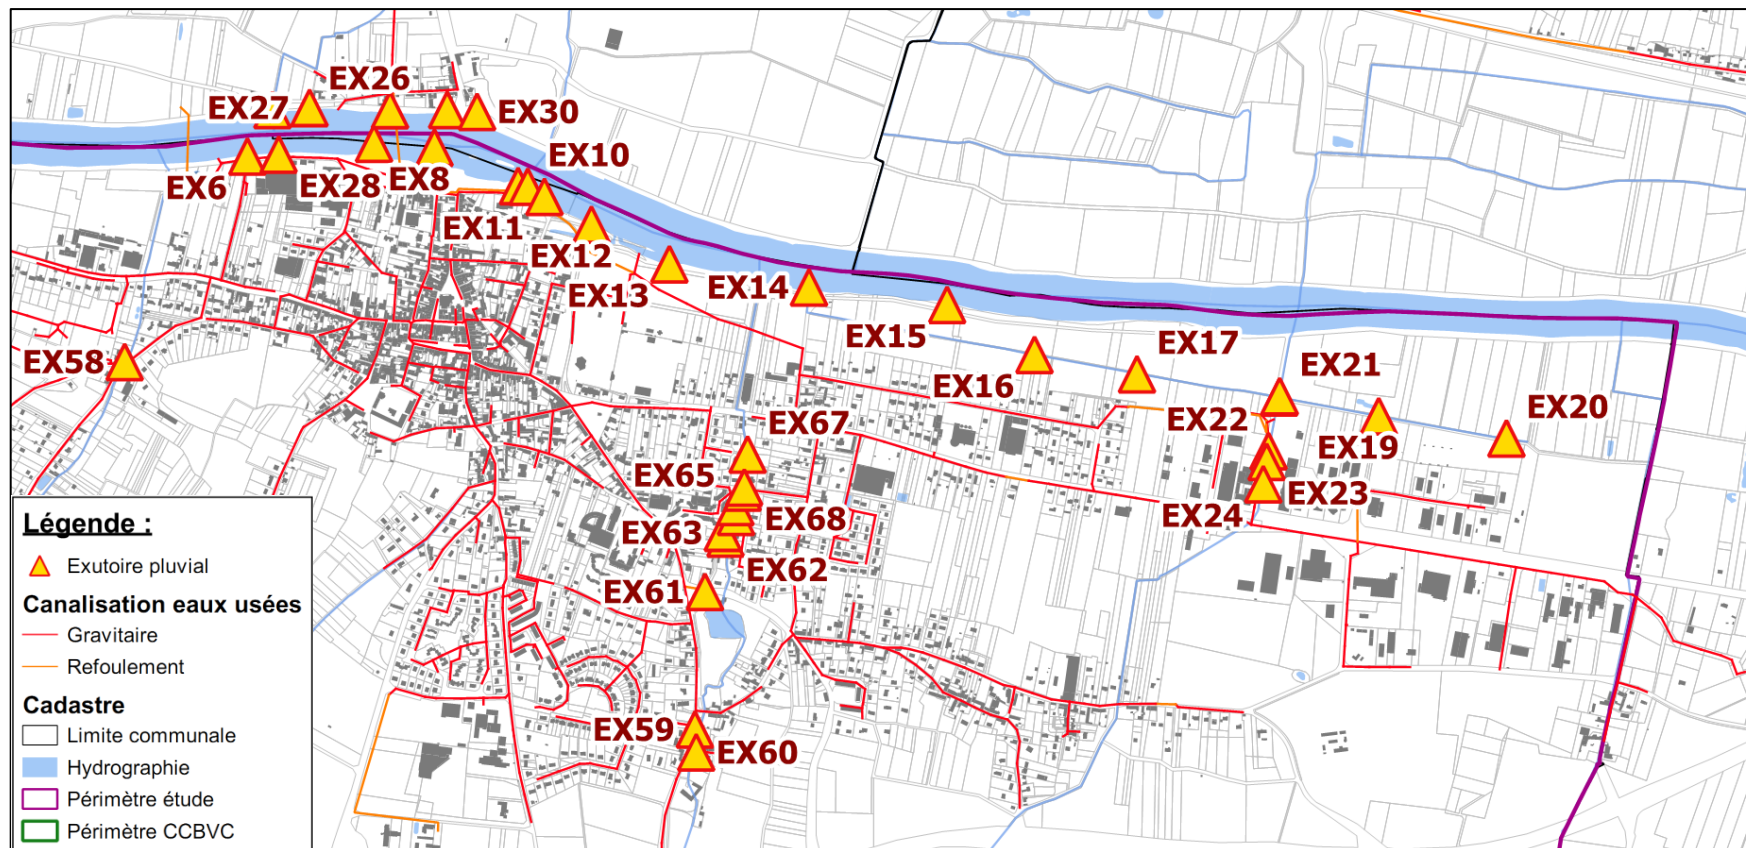 EX26
EX27
EX30
EX10
EX6
EX28
EX8
EX11
EX12
EX13
EX14
EX15
EX17
EX58
EX16
EX21
EX67
EX22
EX20
EX19
EX65
EX23
EX68
EX24
EX63
EX62
EX61
EX59
EX60
Légende :
Exutoire pluvial
Canalisation eaux usées
Gravitaire
Refoulement
Cadastre
Limite communale
Hydrographie
Périmètre étude
Périmètre CCBVC